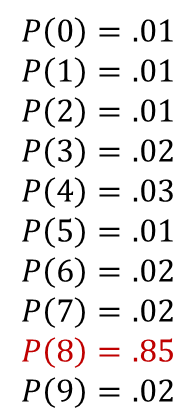 P(0) = .01
P(1) = .01
P(2) = .01
P(3) = .02
P(4) = .03
P(5) = .01
P(6) = .02
P(7) = .02
P(8) = .85
P(9) = .02